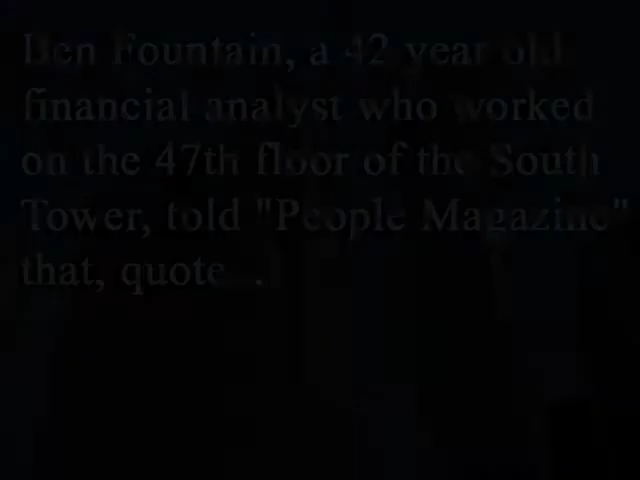 Ben Fountain, a 42 year old
financial analyst who worked
on the 47th floor of the South
Tower, told "People Magazine"
that, quote...